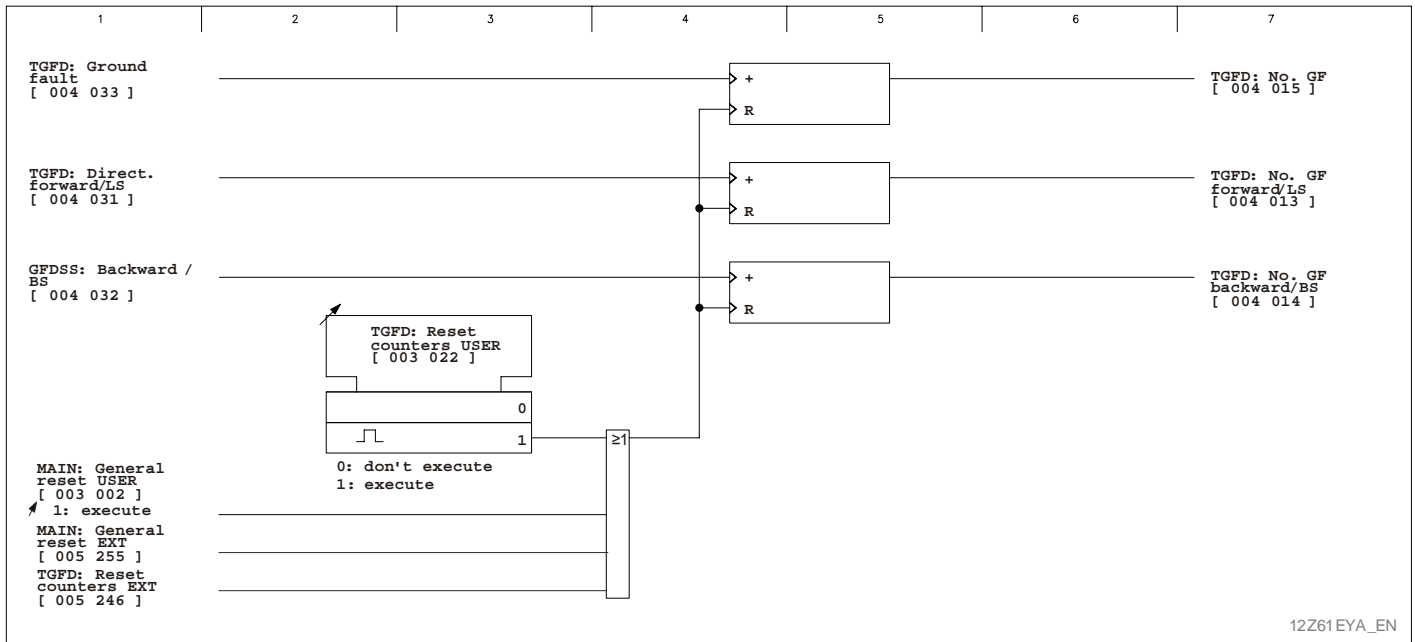 1 2 3 4 5 6 7
TGFD: Ground
fault
[ 004 033 ]
+
R
TGFD: No. GF
[ 004 015 ]
TGFD: Direct.
forward/LS
[ 004 031 ]
+
R
TGFD: No. GF
forward/LS
[ 004 013 ]
GFDSS: Backward /
BS
[ 004 032 ]
+
R
TGFD: No. GF
backward/BS
[ 004 014 ]
TGFD: Reset
counters USER
[ 003 022 ]
0
1
≥1
0: don't execute
1: execute
MAIN: General
reset USER
[ 003 002 ]
1: execute
MAIN: General
reset EXT
[ 005 255 ]
TGFD: Reset
counters EXT
[ 005 246 ]
12Z61EYA_EN